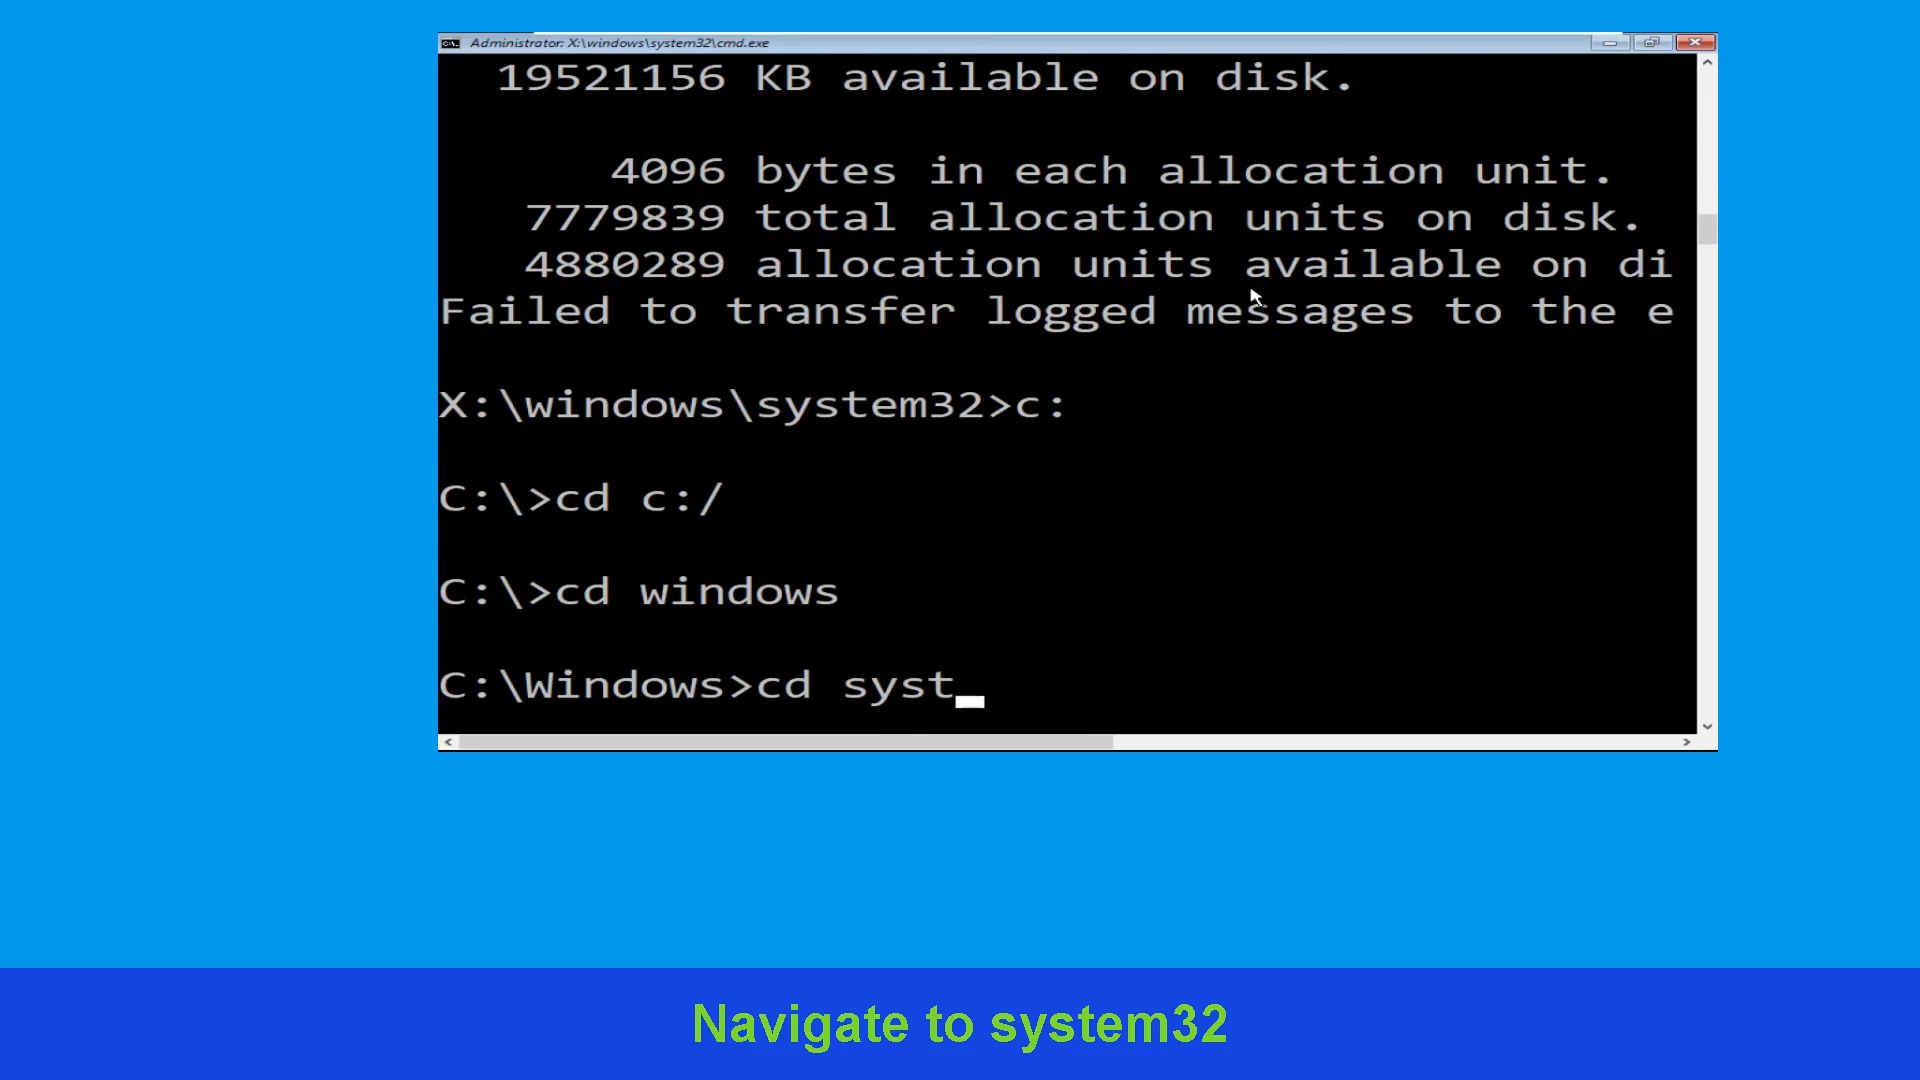 Administrator: X:\windows\system32\cmd.exe
19521156 KB available on disk.
4096 bytes in each allocation unit.
7779839 total allocation units on disk.
4880289 allocation units available on di
Failed to transfer logged messages to the e
X:\windows\system32>c:
C:\>cd c:/
C:\>cd windows
C:\Windows>cd syst
Navigate to system32